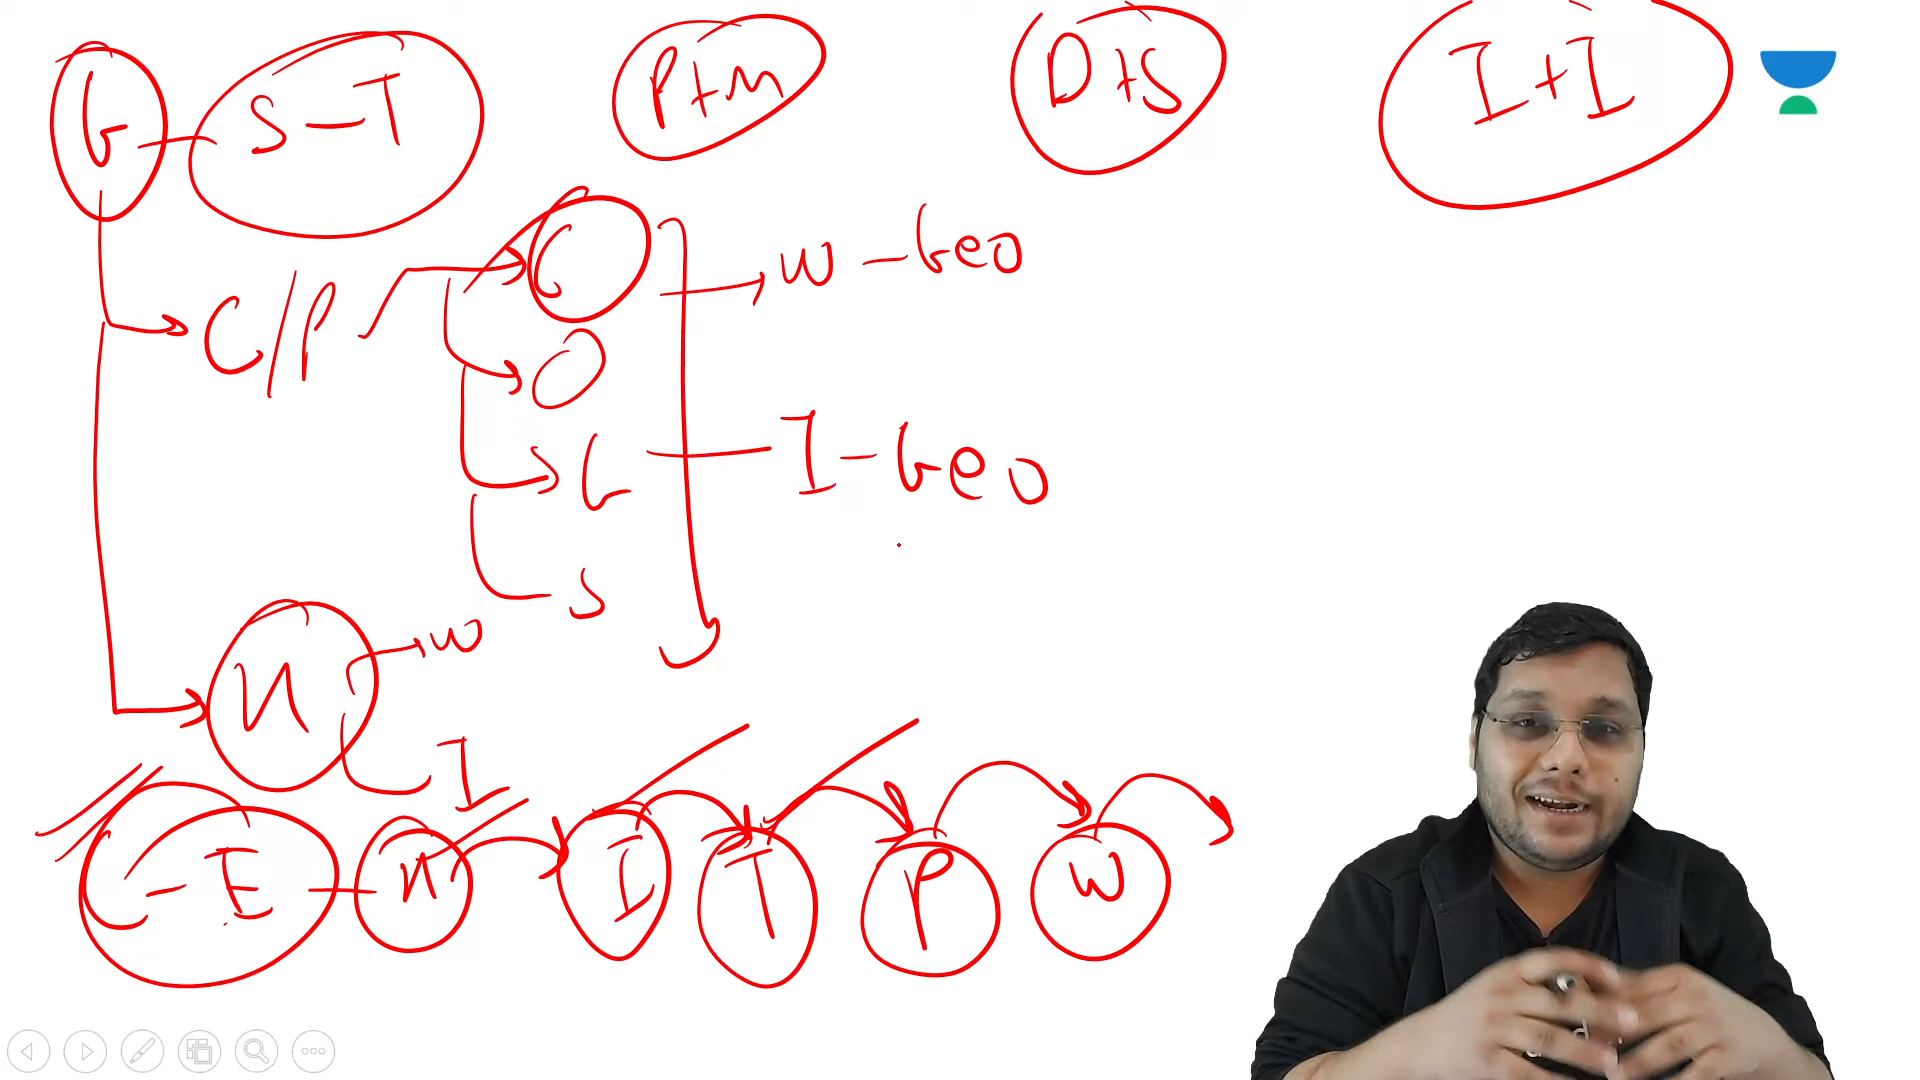 G S-T P+M D+S I+I
C/P C W-Geo
O
G I-Geo
S
M W
I
-E N I T P W